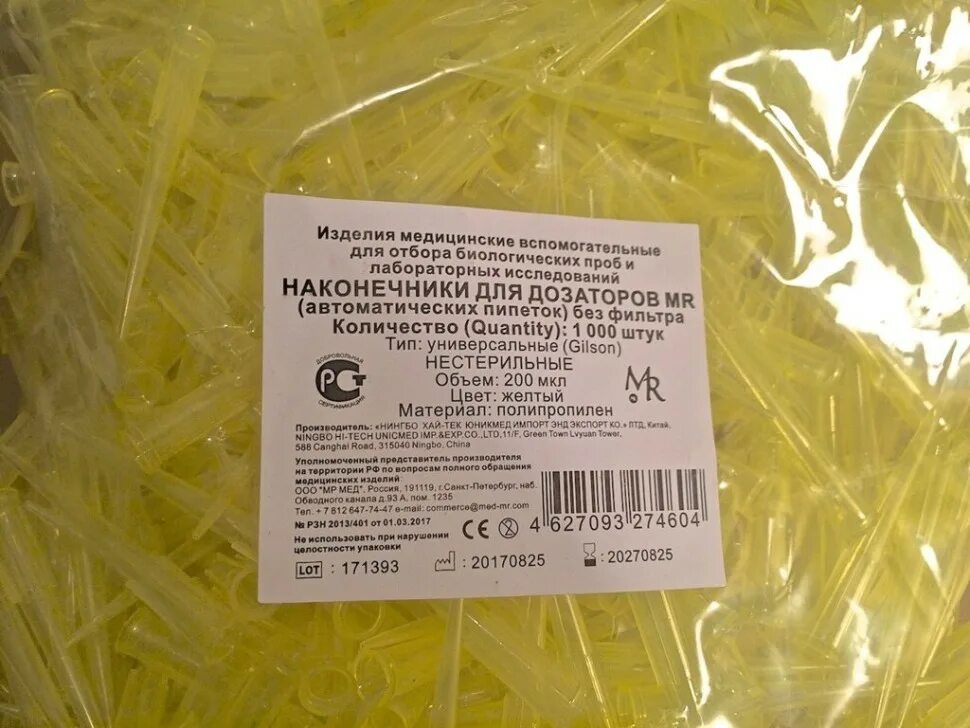 Изделия медицинские вспомогательные
для отбора биологических проб и
лабораторных исследований
НАКОНЕЧНИКИ ДЛЯ ДОЗАТОРОВ MR
(автоматических пипеток) без фильтра
Количество (Quantity): 1 000 штук
Тип: универсальные (Gilson)
НЕСТЕРИЛЬНЫЕ
Объем: 200 мкл
Цвет: желтый
Материал: полипропилен
ДОБРОВОЛЬНАЯ
РСТ
СЕРТИФИКАЦИЯ
MR
Производитель: «НИНГБО ХАЙ-ТЕК ЮНИКМЕД ИМПОРТ ЭНД ЭКСПОРТ КО.» ЛТД, Китай,
NINGBO HI-TECH UNICMED IMP.&EXP.CO.,LTD,11/F, Green Town Lvyuan Tower,
588 Canghai Road, 315040 Ningbo, China
Уполномоченный представитель производителя
на территории РФ по вопросам полного обращения
медицинских изделий:
ООО "МР МЕД". Россия, 191119, г.Санкт-Петербург, наб.
Обводного канала д.93 А, пом. 1235
Тел. + 7 812 647-74-47 e-mail: commerce@med-mr.com
№ РЗН 2013/401 от 01.03.2017
Не использовать при нарушении
целостности упаковки
CE
2
4 627093 274604
LOT : 171393
: 20170825
: 20270825